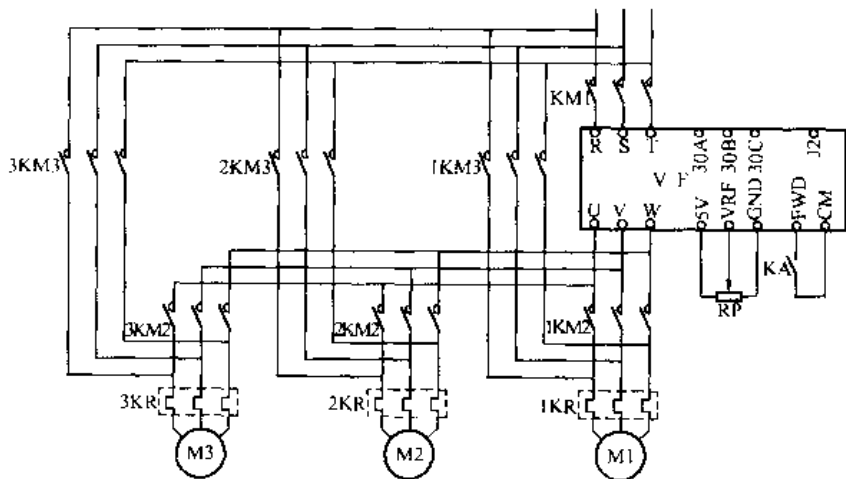 KM1
R S T 30A 30B 30C J2
3KM3 2KM3 1KM3
V F
U V W 5V VRF GND FWD CM
KA
RP
3KM2 2KM2 1KM2
3KR 2KR 1KR
M3 M2 M1